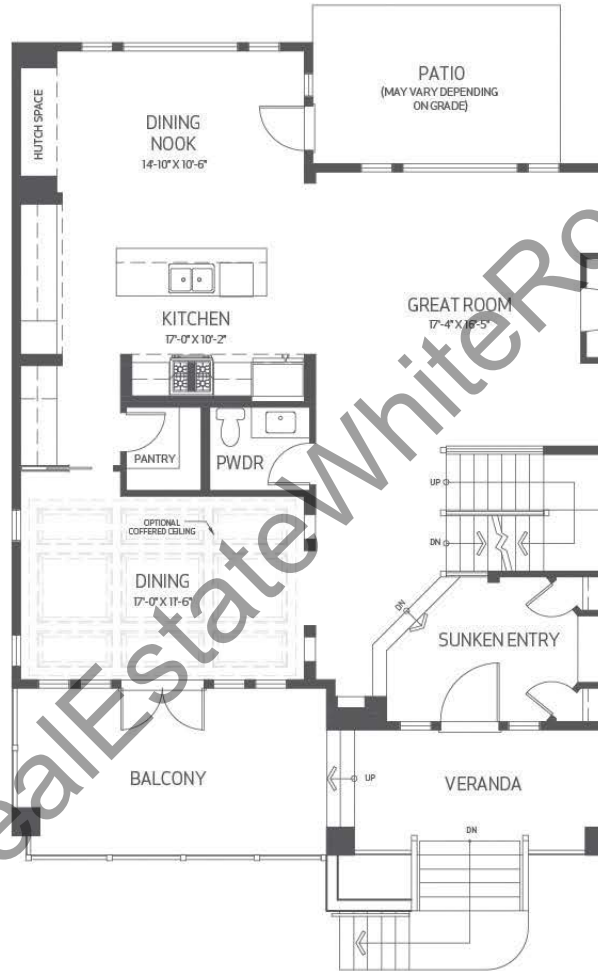 PATIO
(MAY VARY DEPENDING
ON GRADE)
HUTCH SPACE
DINING
NOOK
14'-10" X 10'-6"
GREAT ROOM
17'-4" X 16'-5"
KITCHEN
17'-0" X 10'-2"
PANTRY
PWDR
UP
DN
OPTIONAL
COFFERED CEILING
DINING
17'-0" X 11'-6"
DN
SUNKEN ENTRY
BALCONY
UP
VERANDA
DN
ealEstateWhiteRo